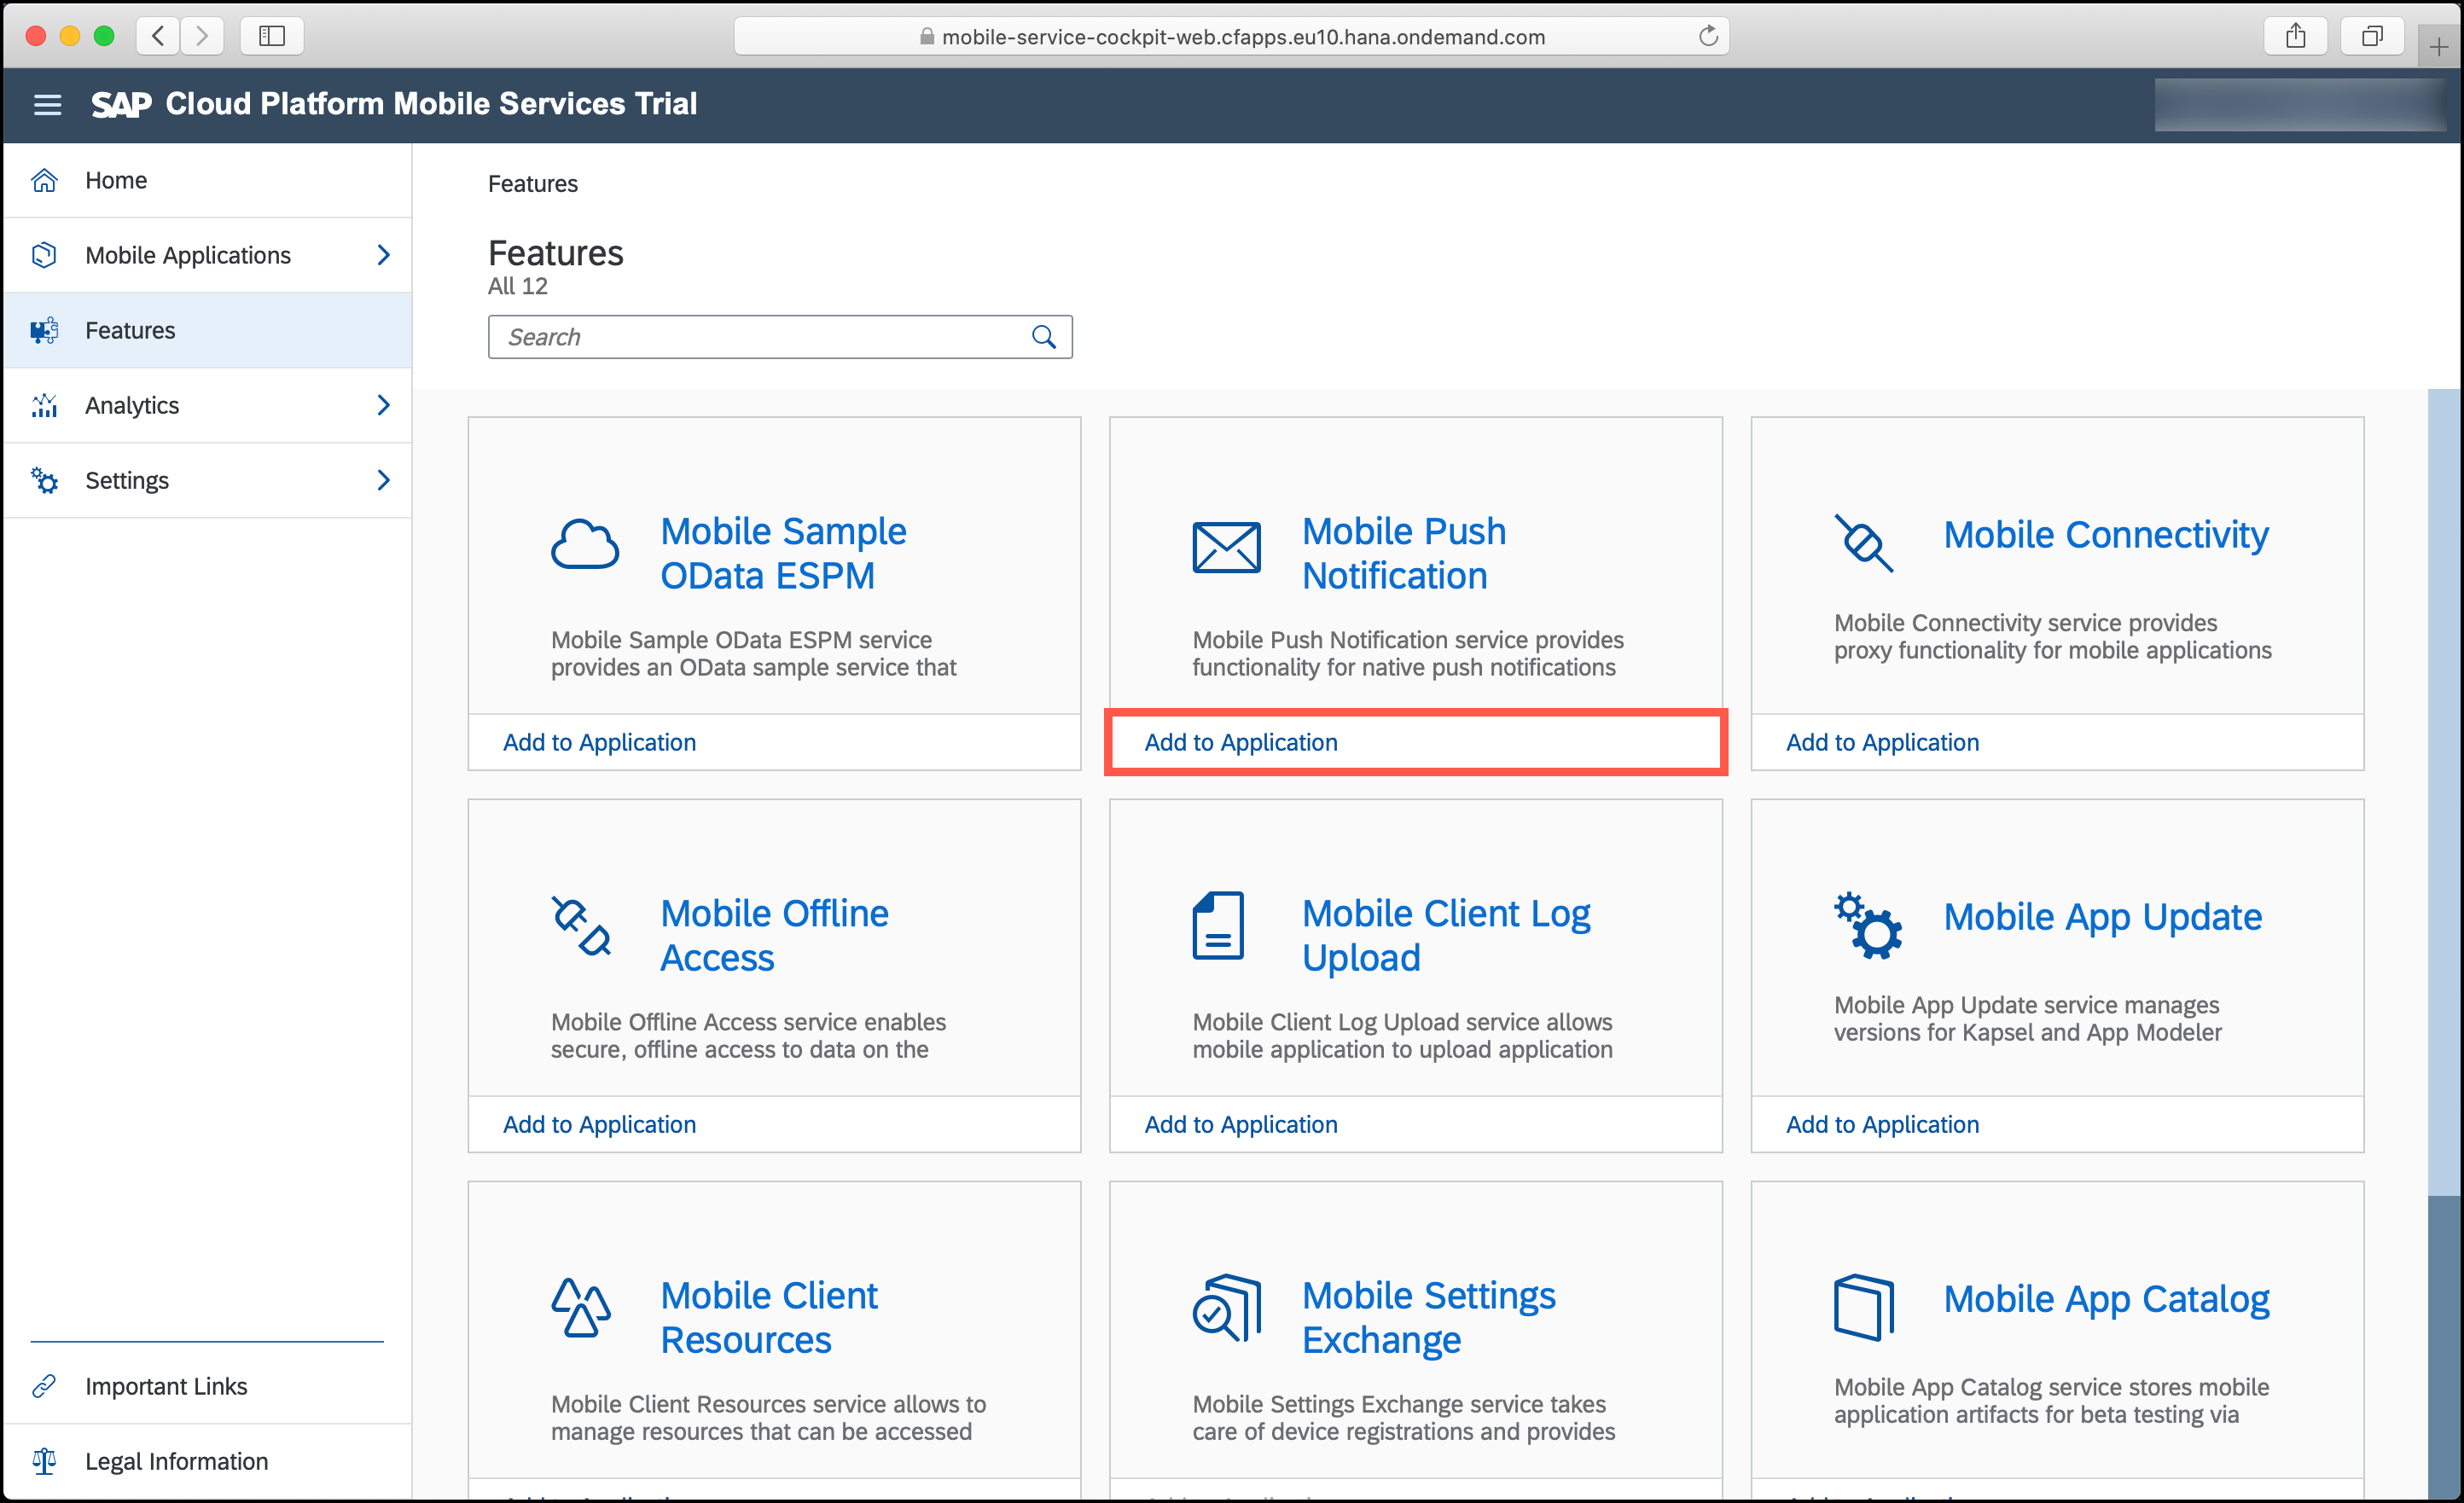 mobile-service-cockpit-web.cfapps.eu10.hana.ondemand.com
SAP Cloud Platform Mobile Services Trial
Home
Mobile Applications
Features
Analytics
Settings
Important Links
Legal Information
Features
Features
All 12
Search
Mobile Sample
OData ESPM
Mobile Sample OData ESPM service
provides an OData sample service that
Add to Application
Mobile Push
Notification
Mobile Push Notification service provides
functionality for native push notifications
Add to Application
Mobile Connectivity
Mobile Connectivity service provides
proxy functionality for mobile applications
Add to Application
Mobile Offline
Access
Mobile Offline Access service enables
secure, offline access to data on the
Add to Application
Mobile Client Log
Upload
Mobile Client Log Upload service allows
mobile application to upload application
Add to Application
Mobile App Update
Mobile App Update service manages
versions for Kapsel and App Modeler
Add to Application
Mobile Client
Resources
Mobile Client Resources service allows to
manage resources that can be accessed
Mobile Settings
Exchange
Mobile Settings Exchange service takes
care of device registrations and provides
Mobile App Catalog
Mobile App Catalog service stores mobile
application artifacts for beta testing via